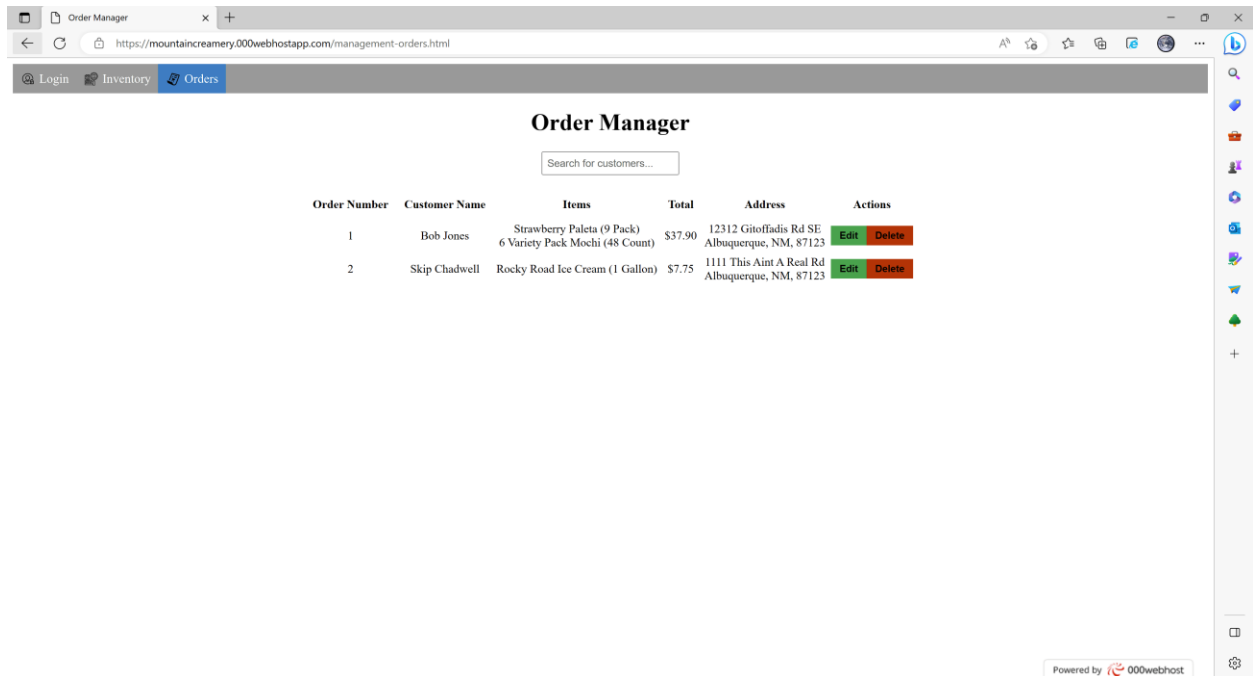 Order Manager
https://mountaincreamery.000webhostapp.com/management-orders.html
Login Inventory Orders
Order Manager
Search for customers...
Order Number Customer Name Items Total Address Actions
1 Bob Jones Strawberry Paleta (9 Pack) $37.90 12312 Gitoffadis Rd SE Edit Delete
6 Variety Pack Mochi (48 Count) Albuquerque, NM, 87123
2 Skip Chadwell Rocky Road Ice Cream (1 Gallon) $7.75 1111 This Aint A Real Rd Edit Delete
Albuquerque, NM, 87123
Powered by 000webhost